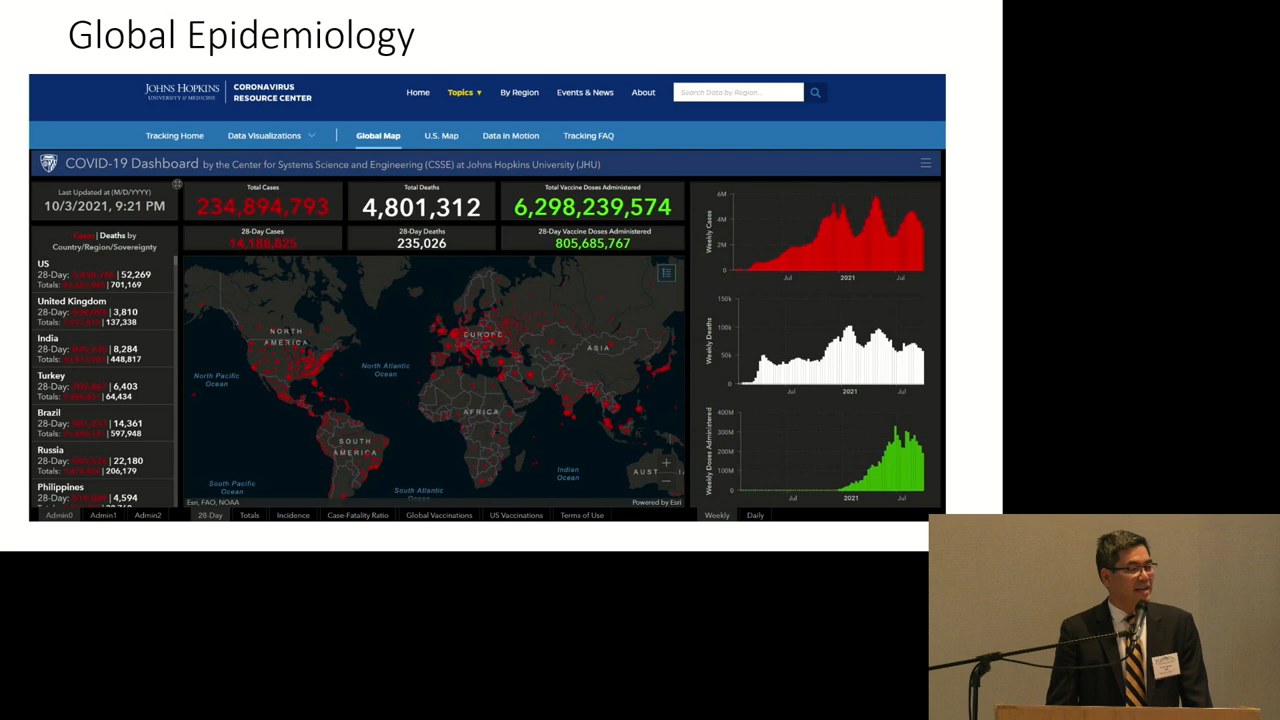 Global Epidemiology
JOHNS HOPKINS
UNIVERSITY & MEDICINE
CORONAVIRUS
RESOURCE CENTER
Home
Topics ▼
By Region
Events & News
About
Search Data by Region...
Tracking Home
Data Visualizations
Global Map
U.S. Map
Data in Motion
Tracking FAQ
COVID-19 Dashboard by the Center for Systems Science and Engineering (CSSE) at Johns Hopkins University (JHU)
Last Updated at (M/D/YYYY)
10/3/2021, 9:21 PM
Total Cases
234,894,793
Total Deaths
4,801,312
Total Vaccine Doses Administered
6,298,239,574
28-Day Cases
14,188,825
28-Day Deaths
235,026
28-Day Vaccine Doses Administered
805,685,767
Cases | Deaths by
Country/Region/Sovereignty
US
28-Day: | 52,269
Totals: | 701,169
United Kingdom
28-Day: | 3,810
Totals: | 137,338
India
28-Day: | 8,284
Totals: | 448,817
Turkey
28-Day: | 6,403
Totals: | 64,434
Brazil
28-Day: | 14,361
Totals: | 597,948
Russia
28-Day: | 22,180
Totals: | 206,179
Philippines
28-Day: | 4,594
NORTH
AMERICA
EUROPE
ASIA
North Pacific
Ocean
North Atlantic
Ocean
AFRICA
SOUTH
AMERICA
Indian
Ocean
AUST
South Pacific
Ocean
South Atlantic
Esri, FAO, NOAA
Powered by Esri
Admin0
Admin1
Admin2
28-Day
Totals
Incidence
Case-Fatality Ratio
Global Vaccinations
US Vaccinations
Terms of Use
Weekly Cases
6M
4M
2M
0
Jul
2021
Jul
Weekly Deaths
150k
100k
50k
0
Jul
2021
Jul
Weekly Doses Administered
400M
300M
200M
100M
0
Jul
2021
Jul
Weekly
Daily